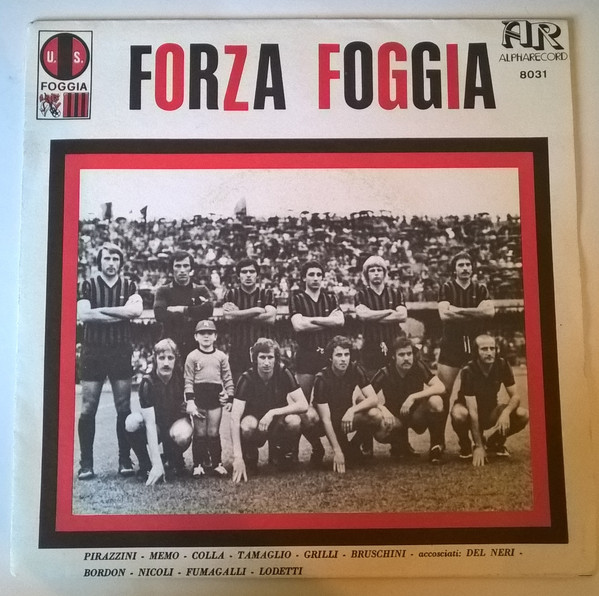 U. S.
FOGGIA
FORZA FOGGIA
AR
ALPHARECORD
8031
PIRAZZINI - MEMO - COLLA - TAMAGLIO - GRILLI - BRUSCHINI - accosciati: DEL NERI -
BORDON - NICOLI - FUMAGALLI - LODETTI